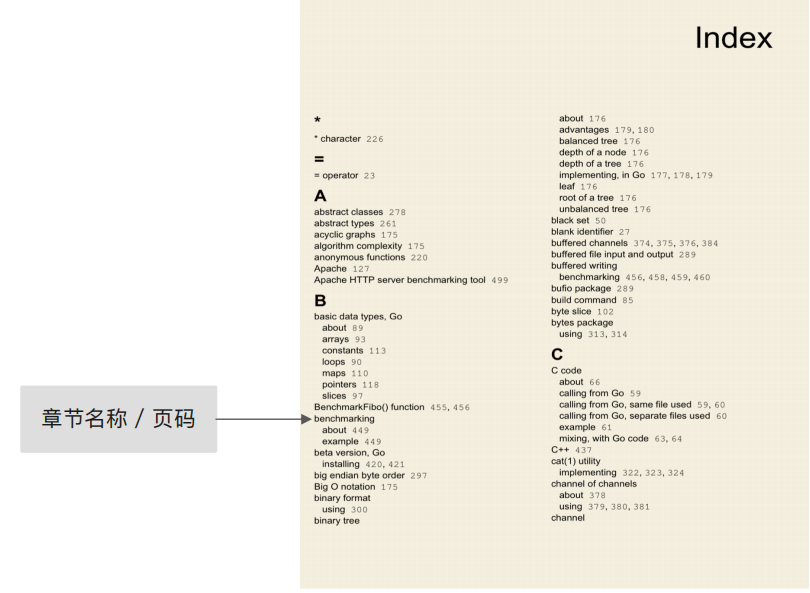 Index
*
* character 226
=
= operator 23
A
abstract classes 278
abstract types 261
acyclic graphs 175
algorithm complexity 175
anonymous functions 220
Apache 127
Apache HTTP server benchmarking tool 499
B
basic data types, Go
about 89
arrays 93
constants 113
loops 90
maps 110
pointers 118
slices 97
BenchmarkFibo() function 455, 456
benchmarking
about 449
example 449
beta version, Go
installing 420, 421
big endian byte order 297
Big O notation 175
binary format
using 300
binary tree
about 176
advantages 179, 180
balanced tree 176
depth of a node 176
depth of a tree 176
implementing, in Go 177, 178, 179
leaf 176
root of a tree 176
unbalanced tree 176
black set 50
blank identifier 27
buffered channels 374, 375, 376, 384
buffered file input and output 289
buffered writing
benchmarking 456, 458, 459, 460
bufio package 289
build command 85
byte slice 102
bytes package
using 313, 314
C
C code
about 66
calling from Go 59
calling from Go, same file used 59, 60
calling from Go, separate files used 60
example 61
mixing, with Go code 63, 64
C++ 437
cat(1) utility
implementing 322, 323, 324
channel of channels
about 378
using 379, 380, 381
channel
章节名称 / 页码